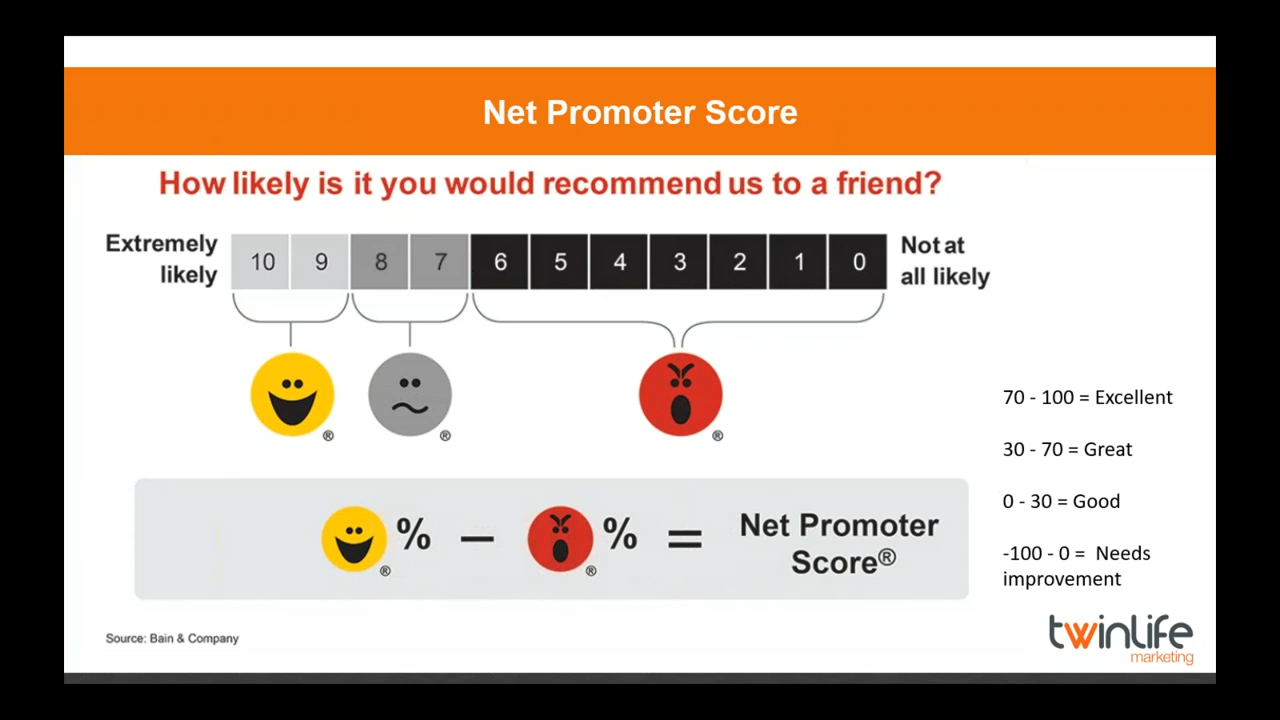 Net Promoter Score
How likely is it you would recommend us to a friend?
Extremely
likely
10 9 8 7 6 5 4 3 2 1 0
Not at
all likely
® ® ®
70 - 100 = Excellent
30 - 70 = Great
0 - 30 = Good
-100 - 0 = Needs
improvement
% – % = Net Promoter
Score®
® ®
Source: Bain & Company
twinlife
marketing